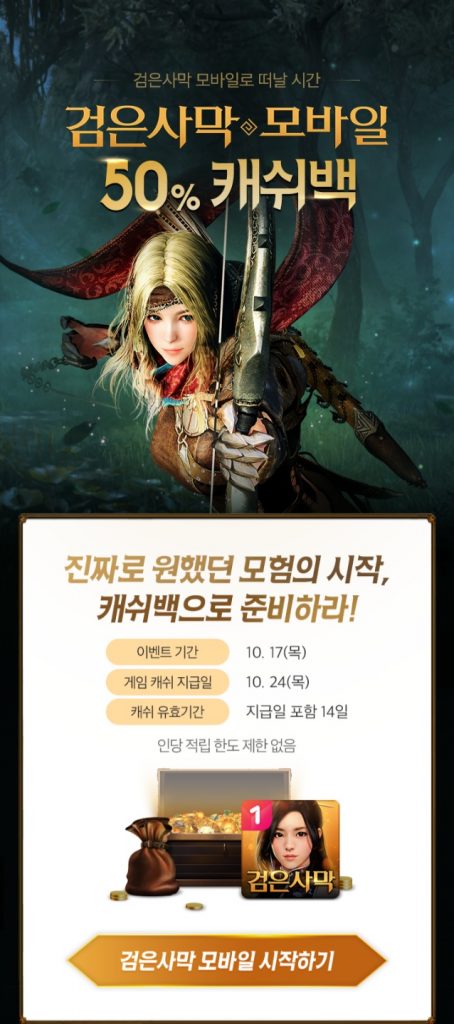 검은사막 모바일로 떠날 시간
검은사막 모바일
50% 캐쉬백
진짜로 원했던 모험의 시작,
캐쉬백으로 준비하라!
이벤트 기간 10. 17(목)
게임 캐쉬 지급일 10. 24(목)
캐쉬 유효기간 지급일 포함 14일
인당 적립 한도 제한 없음
1
검은사막
검은사막 모바일 시작하기